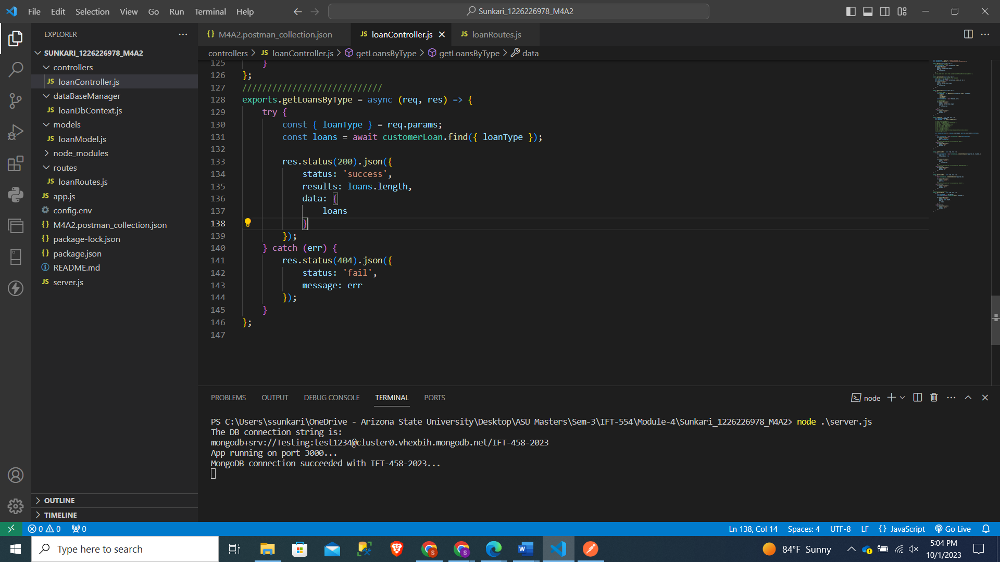 File Edit Selection View Go Run Terminal Help
Sunkari_1226226978_M4A2
EXPLORER
SUNKARI_1226226978_M4A2
controllers
JS loanController.js
dataBaseManager
JS loanDbContext.js
models
JS loanModel.js
node_modules
routes
JS loanRoutes.js
JS app.js
config.env
{} M4A2.postman_collection.json
{} package-lock.json
{} package.json
README.md
JS server.js
OUTLINE
TIMELINE
{} M4A2.postman_collection.json JS loanController.js JS loanRoutes.js
controllers > JS loanController.js > getLoansByType > getLoansByType > data
125 }
126 };
127 ////////////////////////////
128 exports.getLoansByType = async (req, res) => {
129 try {
130 const { loanType } = req.params;
131 const loans = await customerLoan.find({ loanType });
132
133 res.status(200).json({
134 status: 'success',
135 results: loans.length,
136 data: {
137 loans
138 }
139 });
140 } catch (err) {
141 res.status(404).json({
142 status: 'fail',
143 message: err
144 });
145 }
146 };
147
PROBLEMS OUTPUT DEBUG CONSOLE TERMINAL PORTS
node
PS C:\Users\ssunkari\OneDrive - Arizona State University\Desktop\ASU Masters\Sem-3\IFT-554\Module-4\Sunkari_1226226978_M4A2> node .\server.js
The DB connection string is:
mongodb+srv://Testing:test1234@cluster0.vhexbih.mongodb.net/IFT-458-2023
App running on port 3000...
MongoDB connection succeeded with IFT-458-2023...
0 0 0
Ln 138, Col 14 Spaces: 4 UTF-8 LF {} JavaScript Go Live
Type here to search
84°F Sunny
5:04 PM
10/1/2023